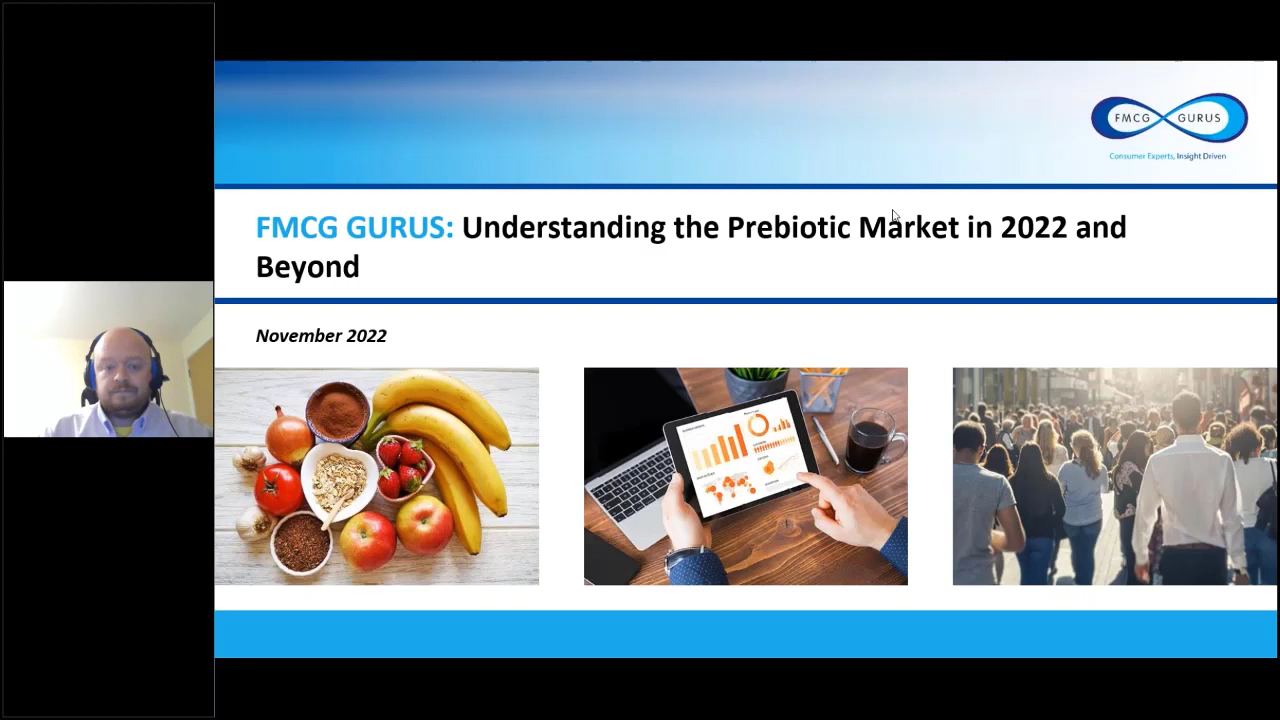 FMCG GURUS
Consumer Experts, Insight Driven
FMCG GURUS: Understanding the Prebiotic Market in 2022 and
Beyond
November 2022